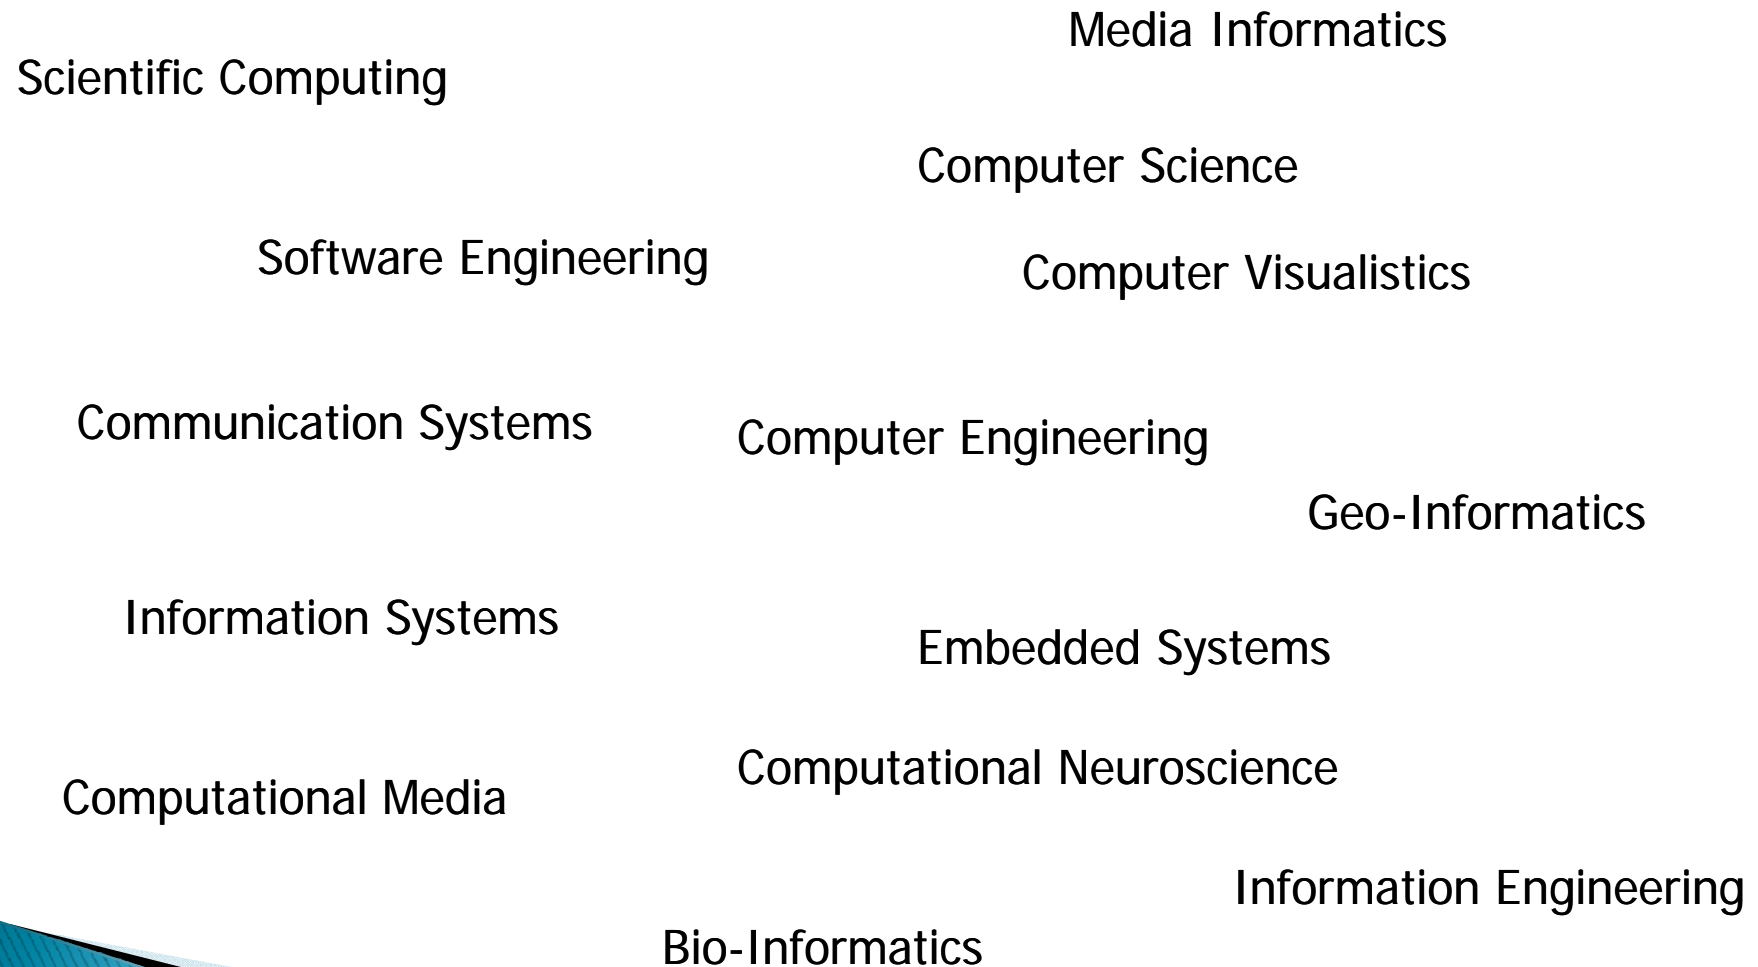 Media Informatics
Scientific Computing
Computer Science
Software Engineering
Computer Visualistics
Communication Systems
Computer Engineering
Geo-Informatics
Information Systems
Embedded Systems
Computational Neuroscience
Computational Media
Information Engineering
Bio-Informatics